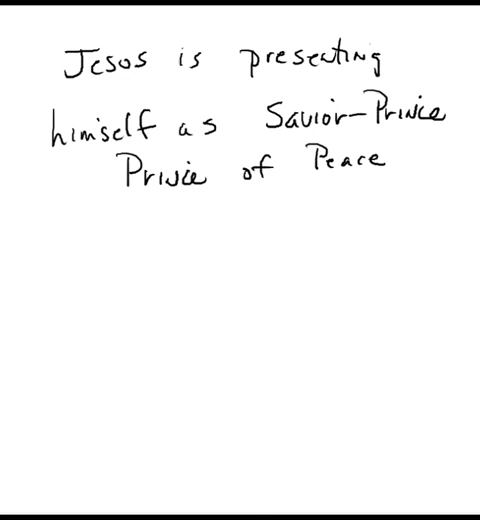 Jesus is presenting
himself as Savior-Prince
Prince of Peace